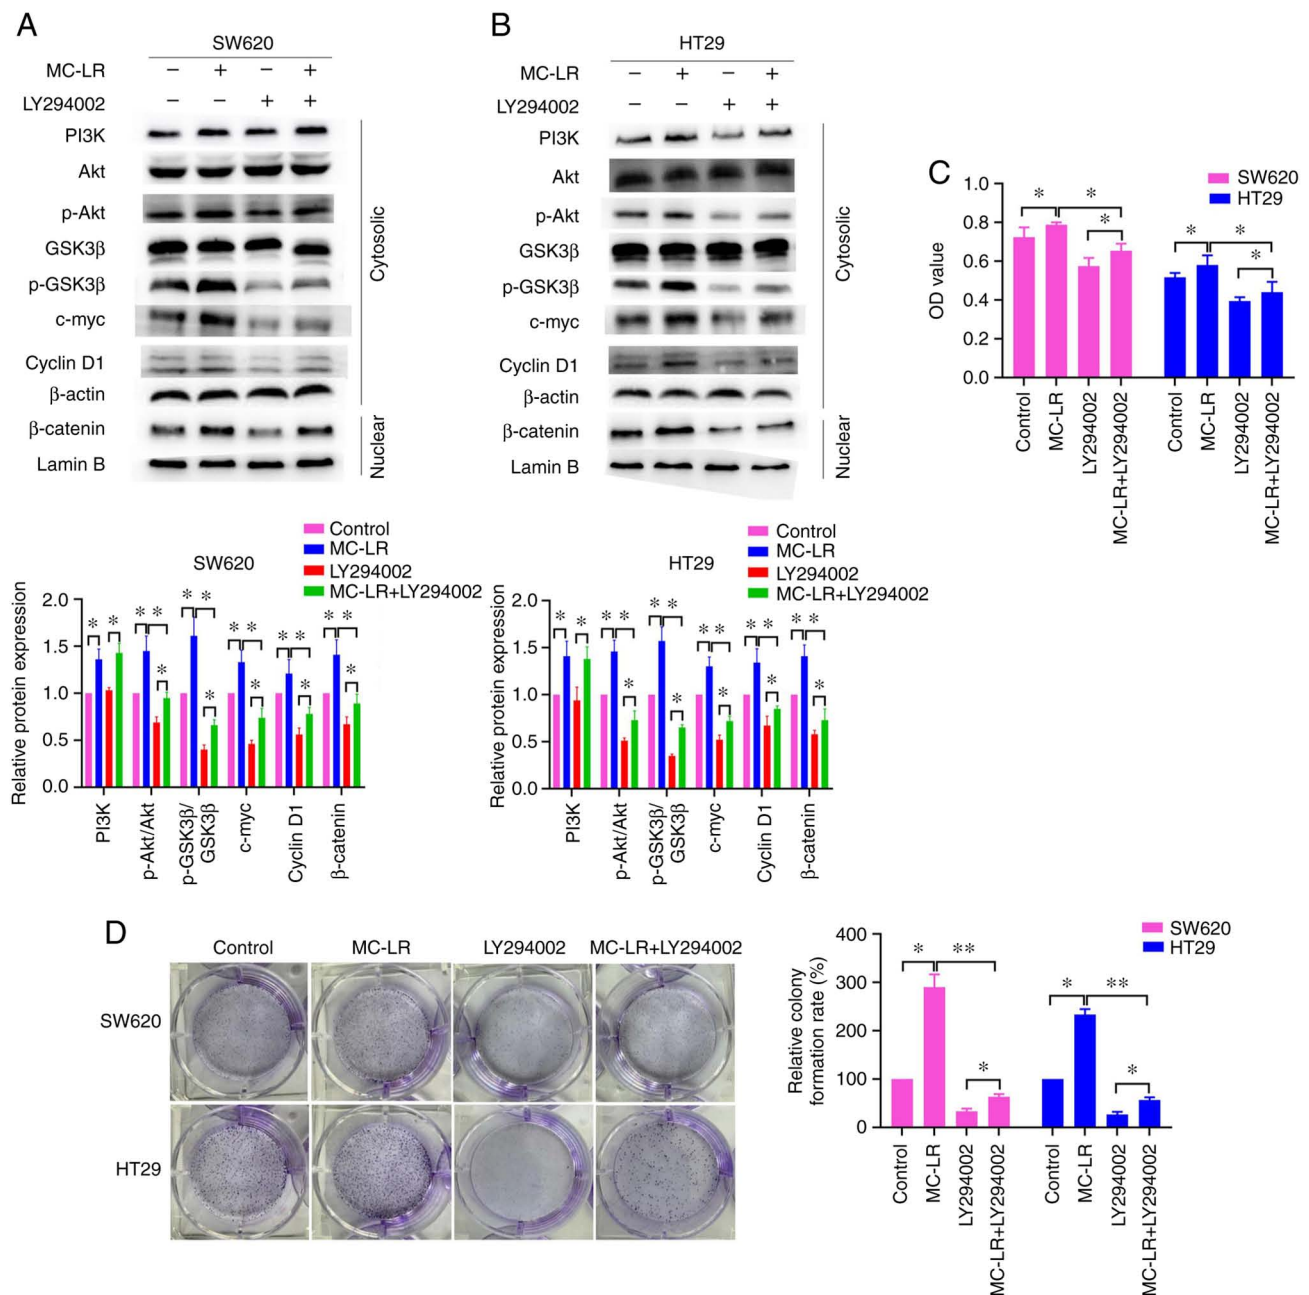 A
SW620
MC-LR − + − +
LY294002 − − + +
PI3K
Akt
p-Akt
GSK3β
p-GSK3β
c-myc
Cyclin D1
β-actin
β-catenin
Lamin B
Cytosolic
Nuclear
B
HT29
MC-LR − + − +
LY294002 − − + +
PI3K
Akt
p-Akt
GSK3β
p-GSK3β
c-myc
Cyclin D1
β-actin
β-catenin
Lamin B
Cytosolic
Nuclear
C
SW620
HT29
OD value
1.0
0.8
0.6
0.4
0.2
0.0
* * *
* * *
Control
MC-LR
LY294002
MC-LR+LY294002
Control
MC-LR
LY294002
MC-LR+LY294002
Control
MC-LR
LY294002
MC-LR+LY294002
SW620
Relative protein expression
2.0
1.5
1.0
0.5
0.0
* * * * * * * * * * * *
* * * * *
PI3K
p-Akt/Akt
p-GSK3β/
GSK3β
c-myc
Cyclin D1
β-catenin
Control
MC-LR
LY294002
MC-LR+LY294002
HT29
Relative protein expression
2.0
1.5
1.0
0.5
0.0
* * * * * * * * * * * *
* * * * *
PI3K
p-Akt/Akt
p-GSK3β/
GSK3β
c-myc
Cyclin D1
β-catenin
D
Control MC-LR LY294002 MC-LR+LY294002
SW620
HT29
SW620
HT29
Relative colony
formation rate (%)
400
300
200
100
0
* ** *
* ** *
Control
MC-LR
LY294002
MC-LR+LY294002
Control
MC-LR
LY294002
MC-LR+LY294002